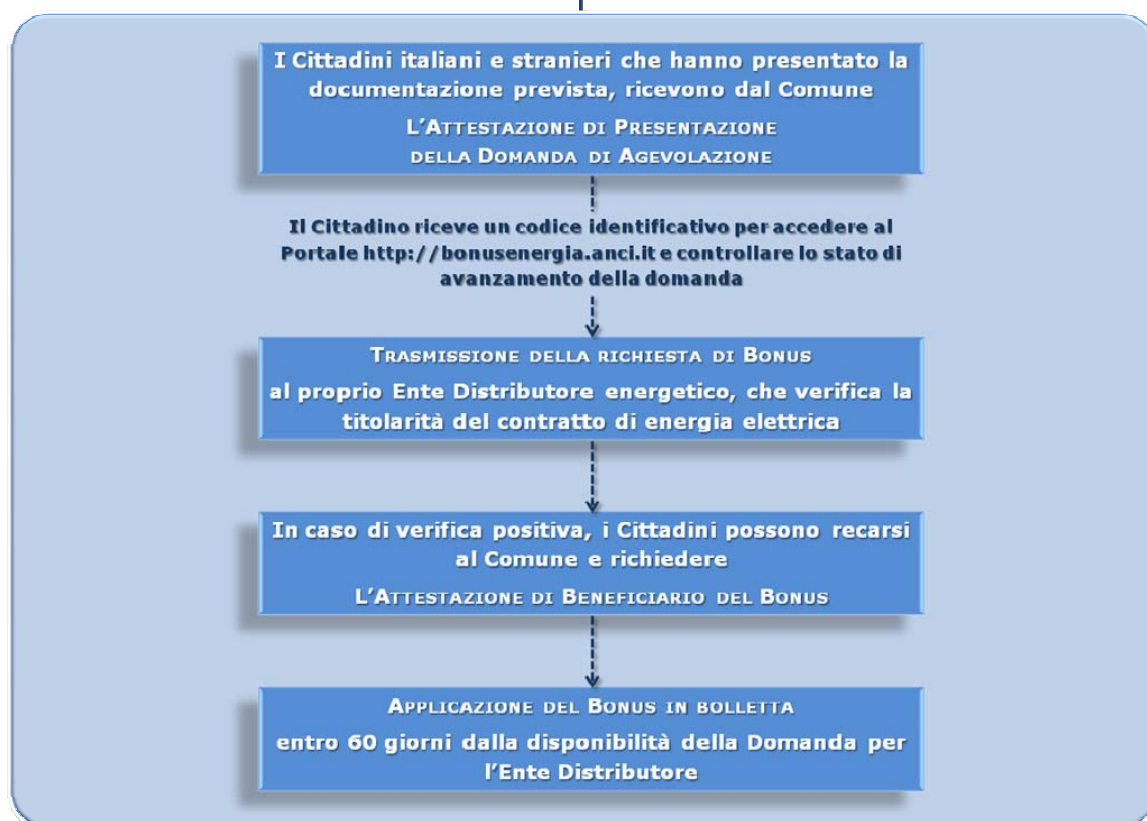 I Cittadini italiani e stranieri che hanno presentato la
documentazione prevista, ricevono dal Comune
L'Attestazione di Presentazione
della Domanda di Agevolazione
Il Cittadino riceve un codice identificativo per accedere al
Portale http://bonusenergia.anci.it e controllare lo stato di
avanzamento della domanda
Trasmissione della richiesta di Bonus
al proprio Ente Distributore energetico, che verifica la
titolarità del contratto di energia elettrica
In caso di verifica positiva, i Cittadini possono recarsi
al Comune e richiedere
L'Attestazione di Beneficiario del Bonus
Applicazione del Bonus in bolletta
entro 60 giorni dalla disponibilità della Domanda per
l'Ente Distributore